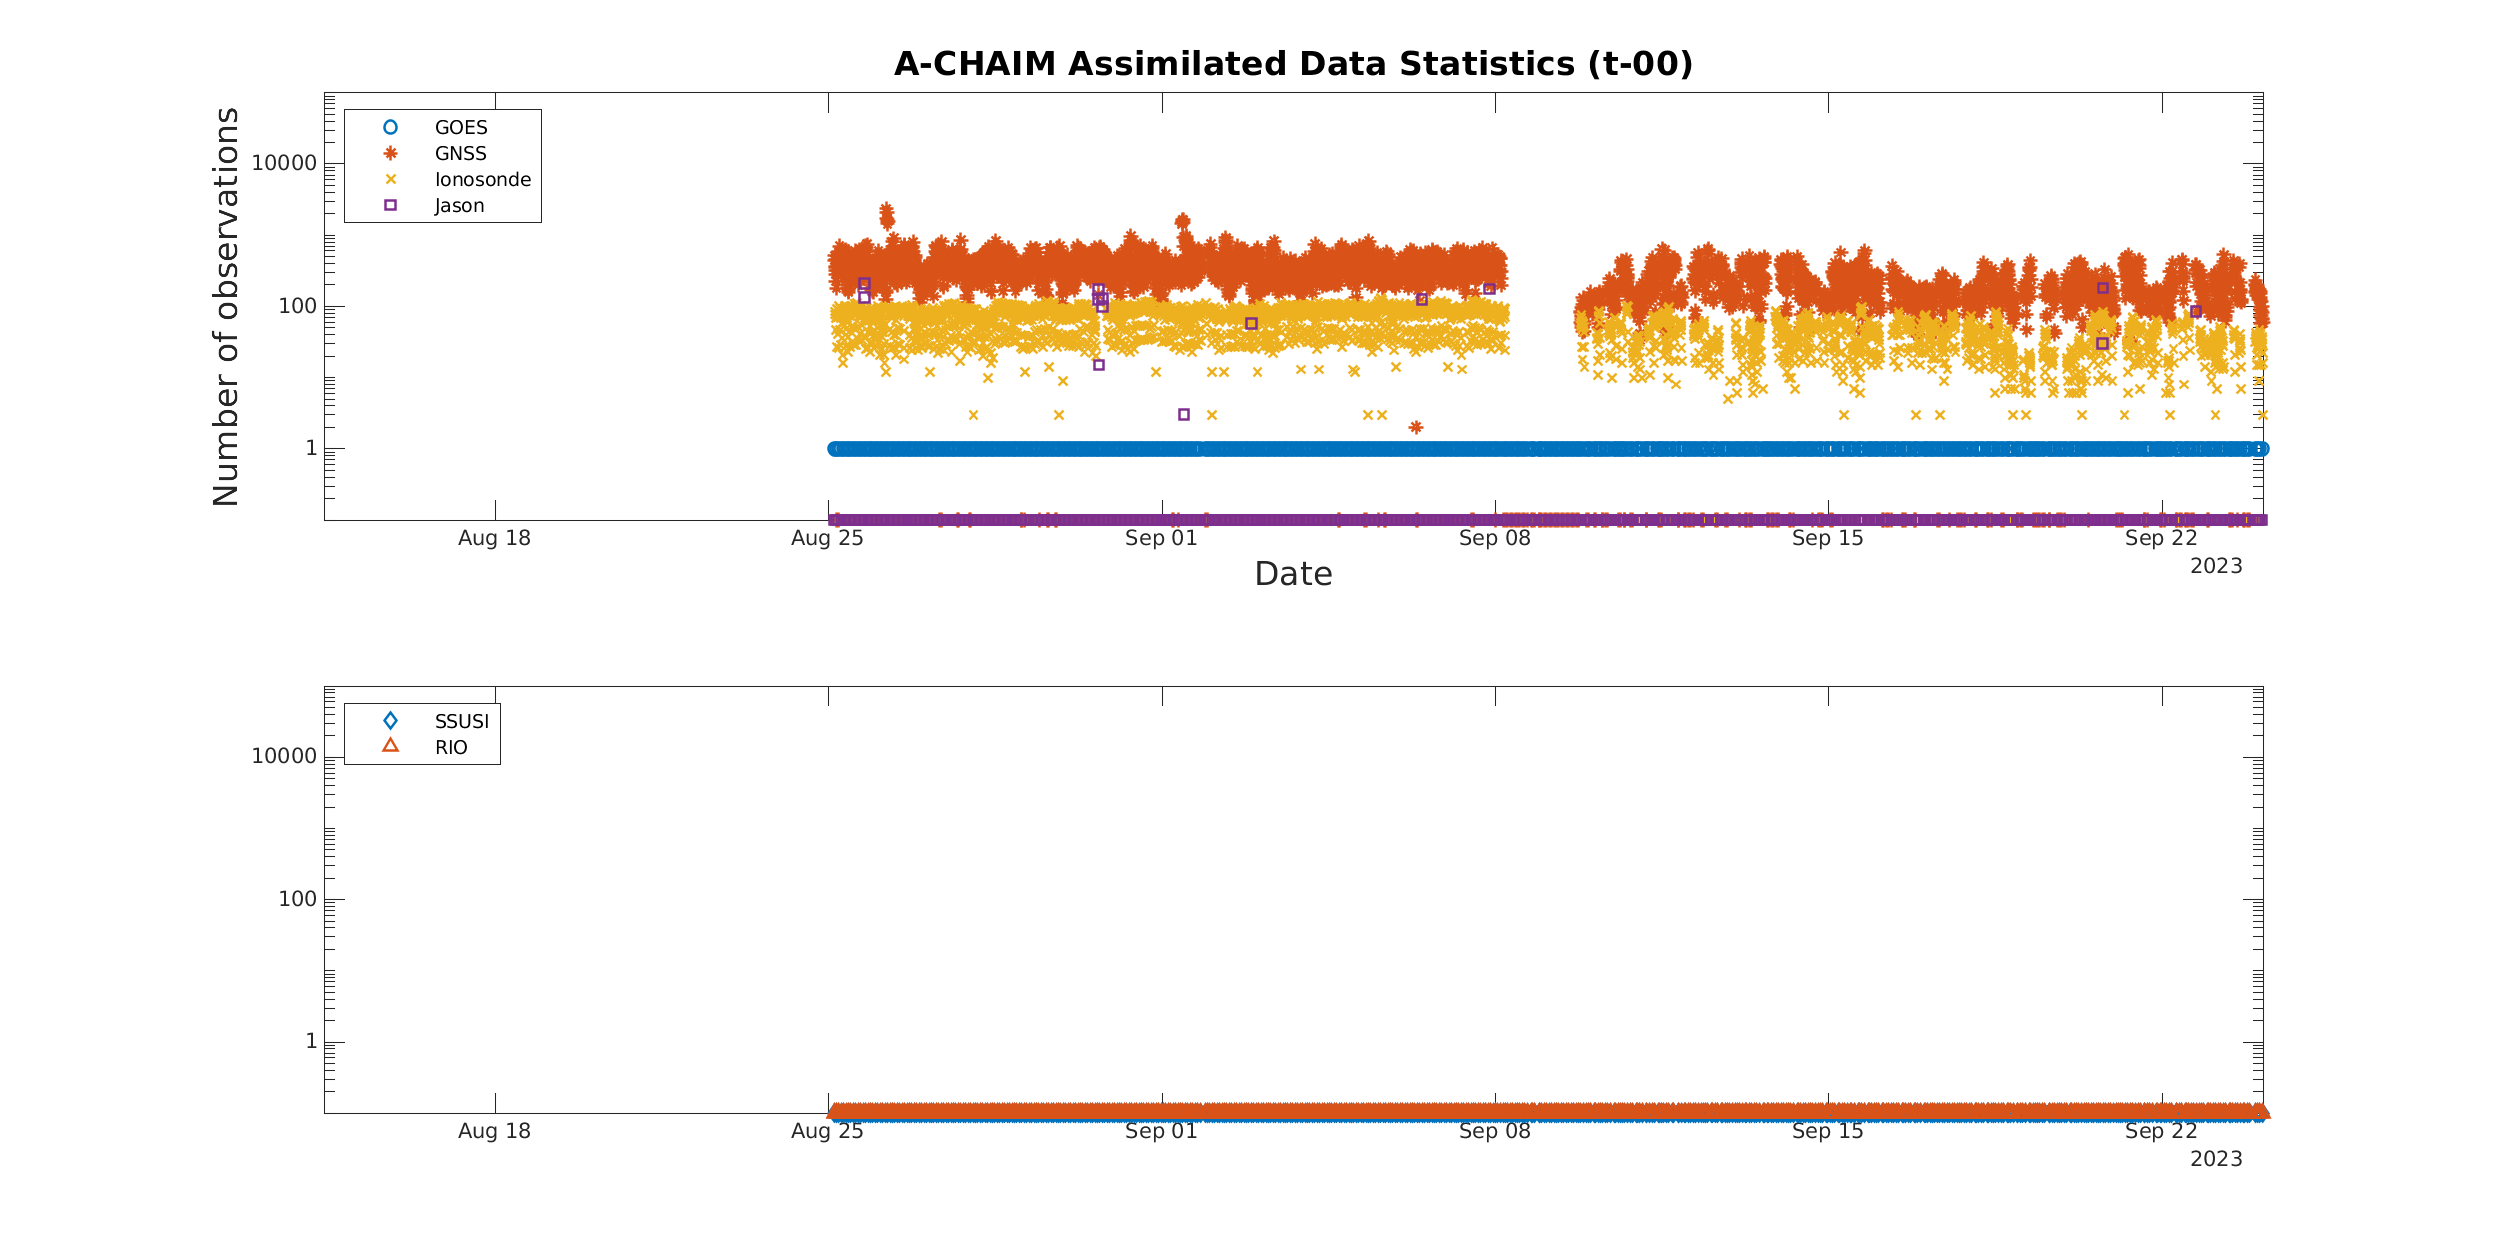 A-CHAIM Assimilated Data Statistics (t-00)
Number of observations
10000
100
1
GOES
GNSS
Ionosonde
Jason
Aug 18 Aug 25 Sep 01 Sep 08 Sep 15 Sep 22
2023
Date
10000
100
1
SSUSI
RIO
Aug 18 Aug 25 Sep 01 Sep 08 Sep 15 Sep 22
2023